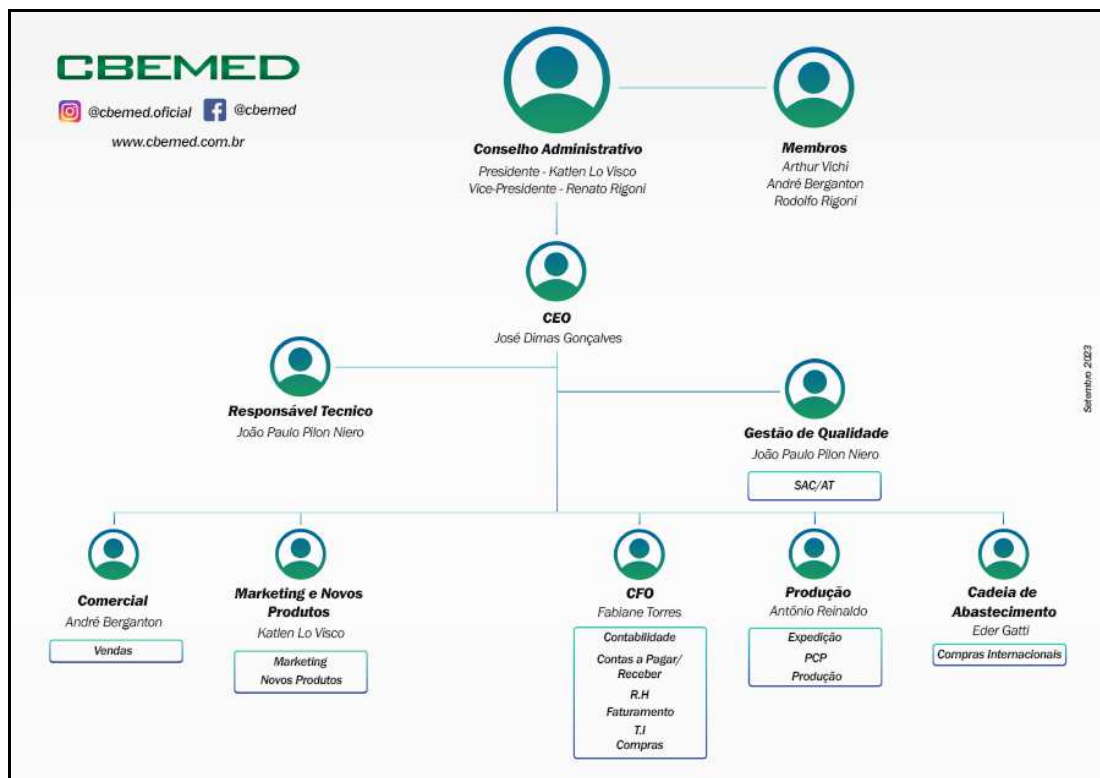 CBEMED
@cbemed.oficial @cbemed
www.cbemed.com.br
Conselho Administrativo
Presidente - Katlen Lo Visco
Vice-Presidente - Renato Rigoni
Membros
Arthur Vichi
André Berganton
Rodolfo Rigoni
CEO
José Dimas Gonçalves
Responsável Tecnico
João Paulo Pilon Niero
Gestão de Qualidade
João Paulo Pilon Niero
SAC/AT
Setembro 2023
Comercial
André Berganton
Vendas
Marketing e Novos
Produtos
Katlen Lo Visco
Marketing
Novos Produtos
CFO
Fabiane Torres
Contabilidade
Contas a Pagar/
Receber
R.H
Faturamento
T.I
Compras
Produção
Antônio Reinaldo
Expedição
PCP
Produção
Cadeia de
Abastecimento
Eder Gatti
Compras Internacionais